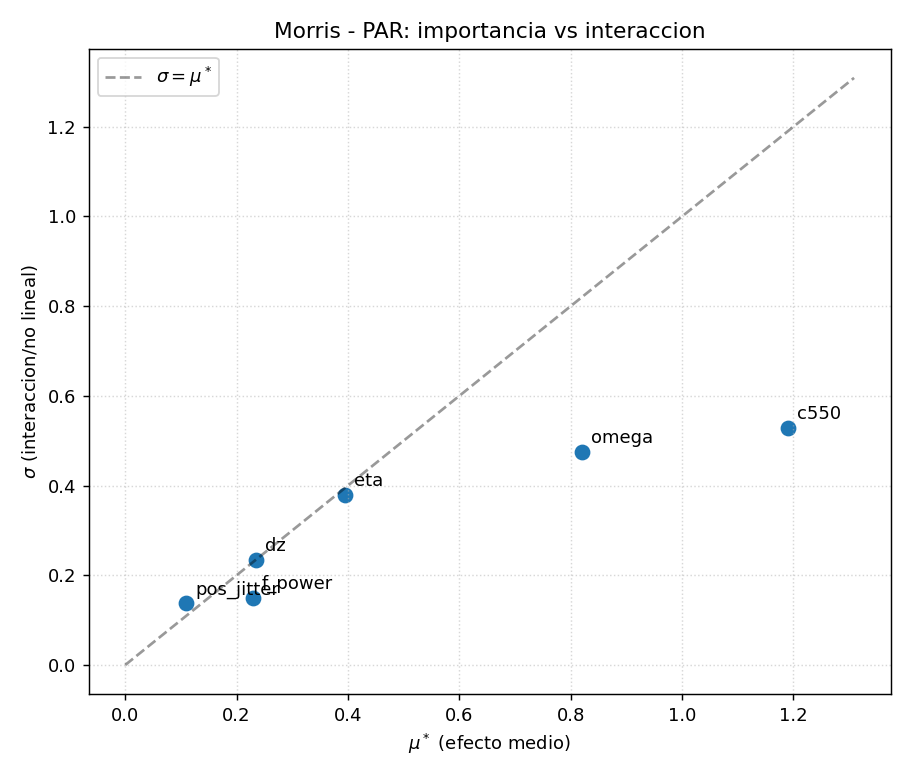 Morris - PAR: importancia vs interaccion
σ = μ*
1.2
1.0
0.8
0.6
0.4
0.2
0.0
σ (interaccion/no lineal)
c550
omega
eta
dz
f_power
pos_jitter
0.0 0.2 0.4 0.6 0.8 1.0 1.2
μ* (efecto medio)